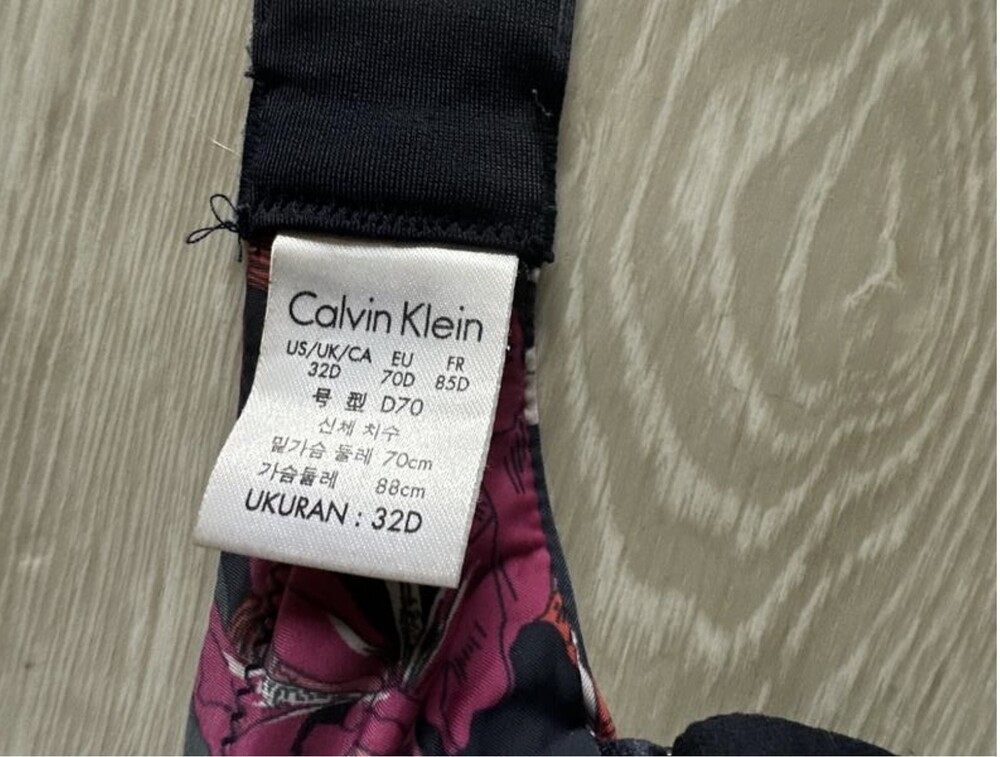 Calvin Klein
US/UK/CA EU FR
32D 70D 85D
号 型 D70
신체 치수
밑가슴 둘레 70cm
가슴둘레 88cm
UKURAN : 32D